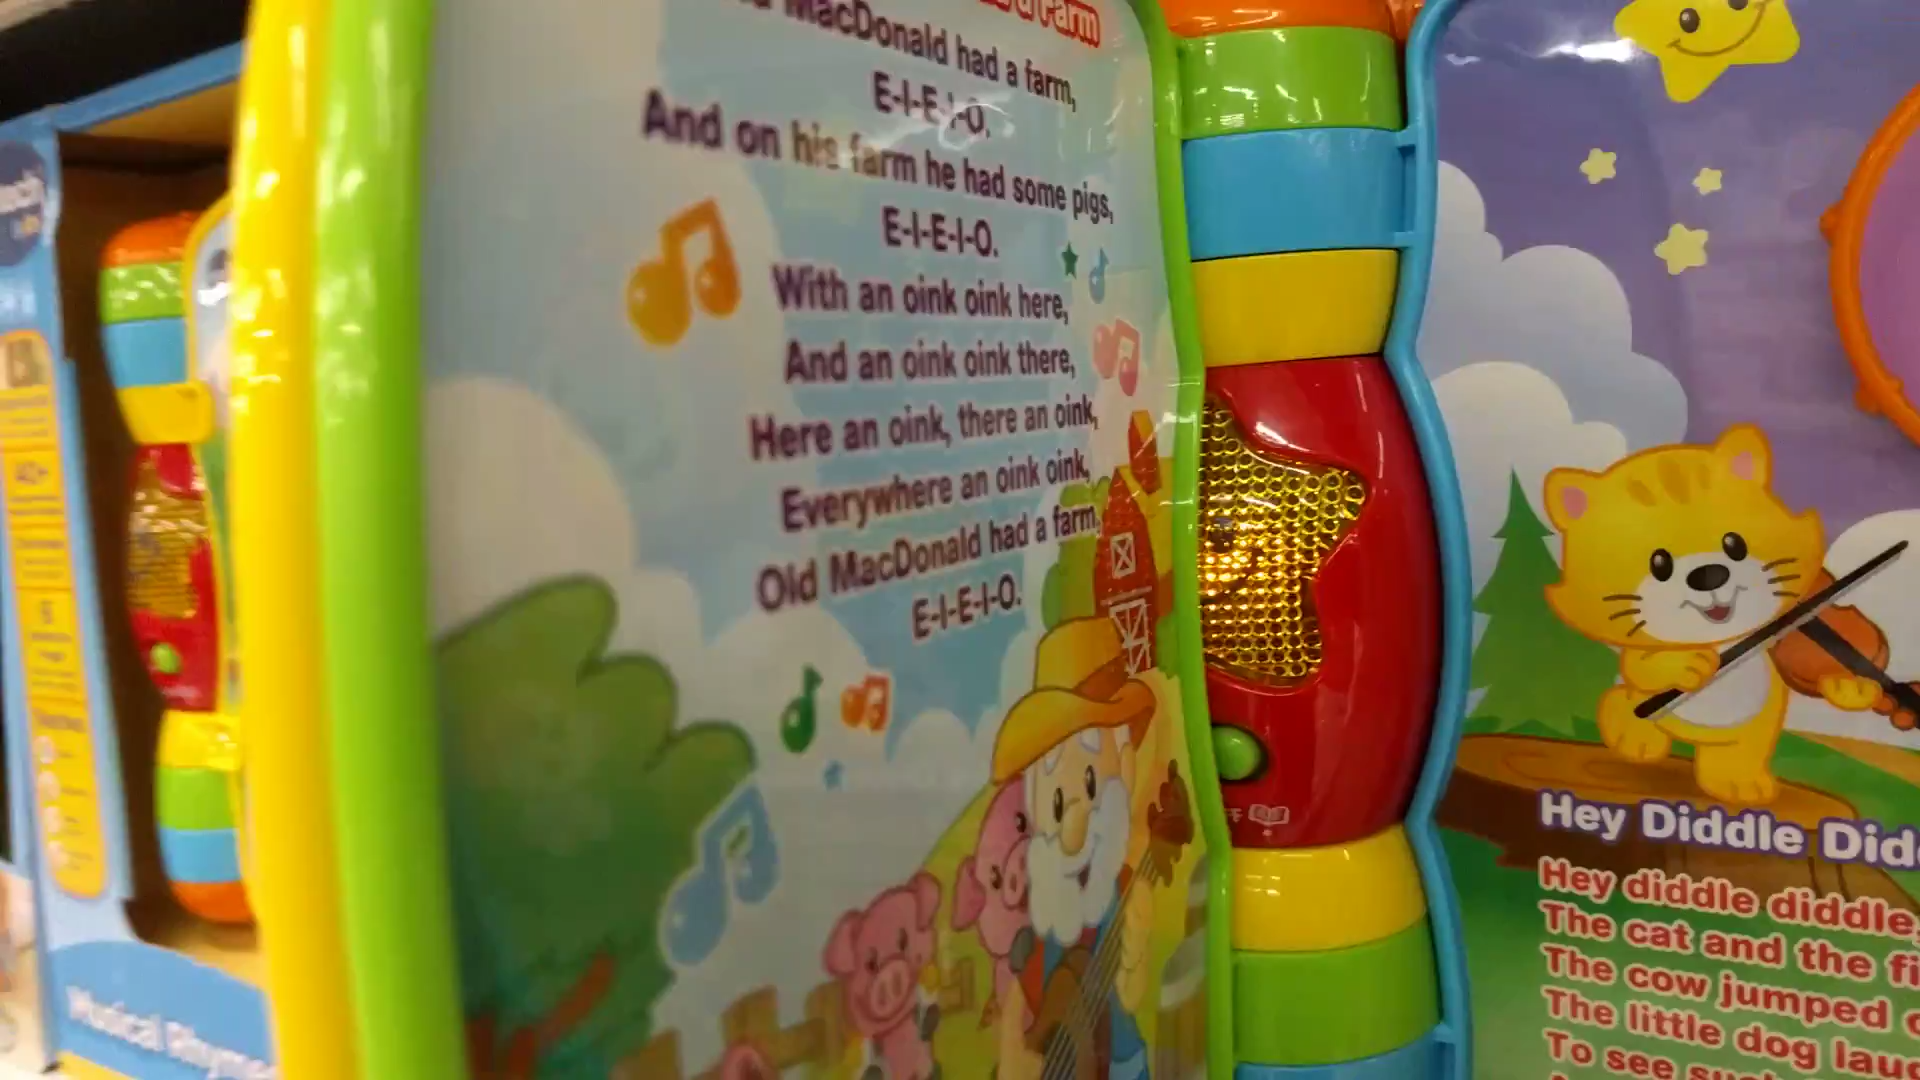 MacDonald had a farm,
E-I-E-I-O.
And on his farm he had some pigs,
E-I-E-I-O.
With an oink oink here,
And an oink oink there,
Here an oink, there an oink,
Everywhere an oink oink,
Old MacDonald had a farm,
E-I-E-I-O.
Hey Diddle
Hey diddle diddle,
The cat and the
The cow jumped
The little dog
To see
Musical